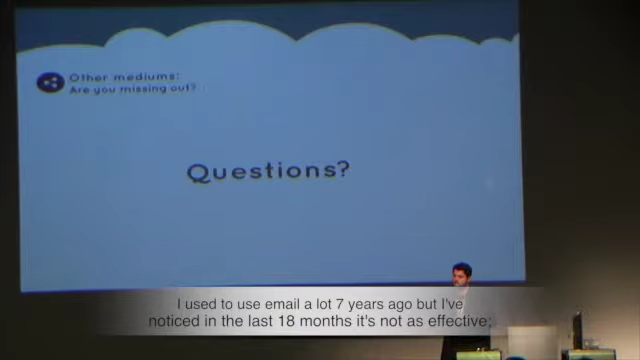 Other mediums:
Are you missing out?
Questions?
I used to use email a lot 7 years ago but I've
noticed in the last 18 months it's not as effective;